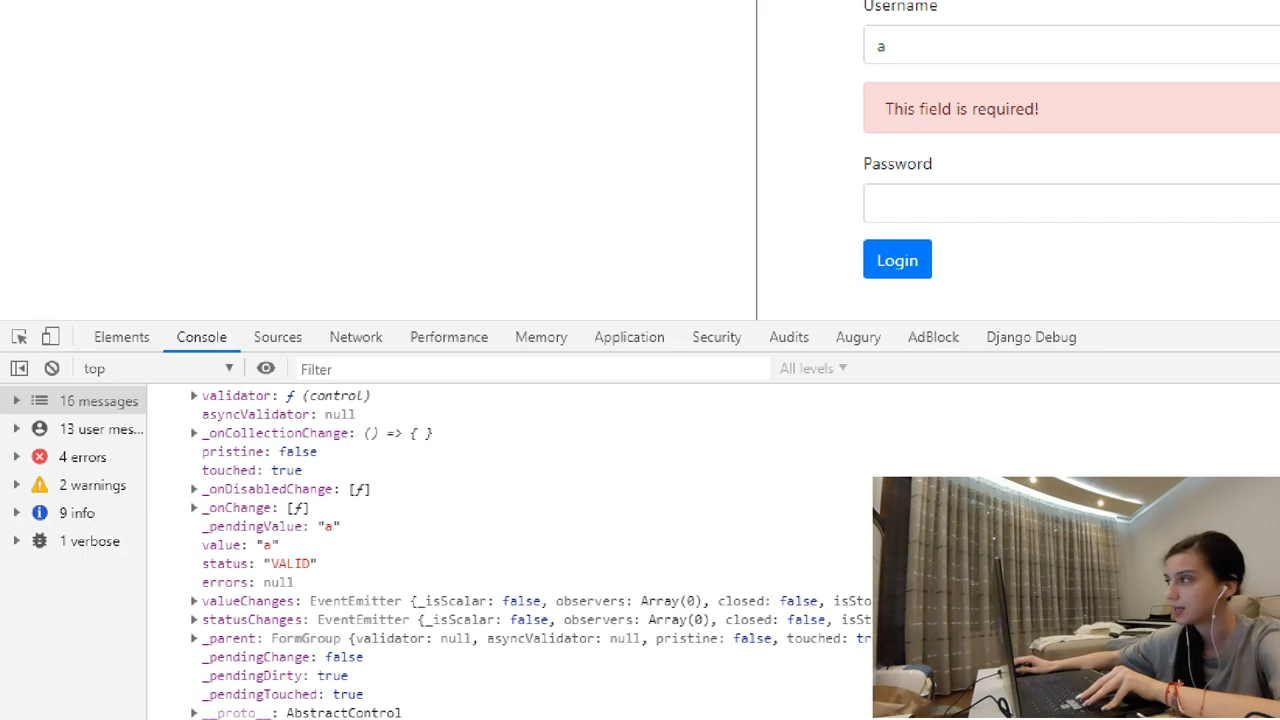 Username
a
This field is required!
Password
Login
Elements Console Sources Network Performance Memory Application Security Audits Augury AdBlock Django Debug
top Filter All levels
16 messages
13 user mes...
4 errors
2 warnings
9 info
1 verbose
validator: ƒ (control)
asyncValidator: null
_onCollectionChange: () => { }
pristine: false
touched: true
_onDisabledChange: [ƒ]
_onChange: [ƒ]
_pendingValue: "a"
value: "a"
status: "VALID"
errors: null
valueChanges: EventEmitter {_isScalar: false, observers: Array(0), closed: false, isSto
statusChanges: EventEmitter {_isScalar: false, observers: Array(0), closed: false, isSt
_parent: FormGroup {validator: null, asyncValidator: null, pristine: false, touched: tr
_pendingChange: false
_pendingDirty: true
_pendingTouched: true
__proto__: AbstractControl